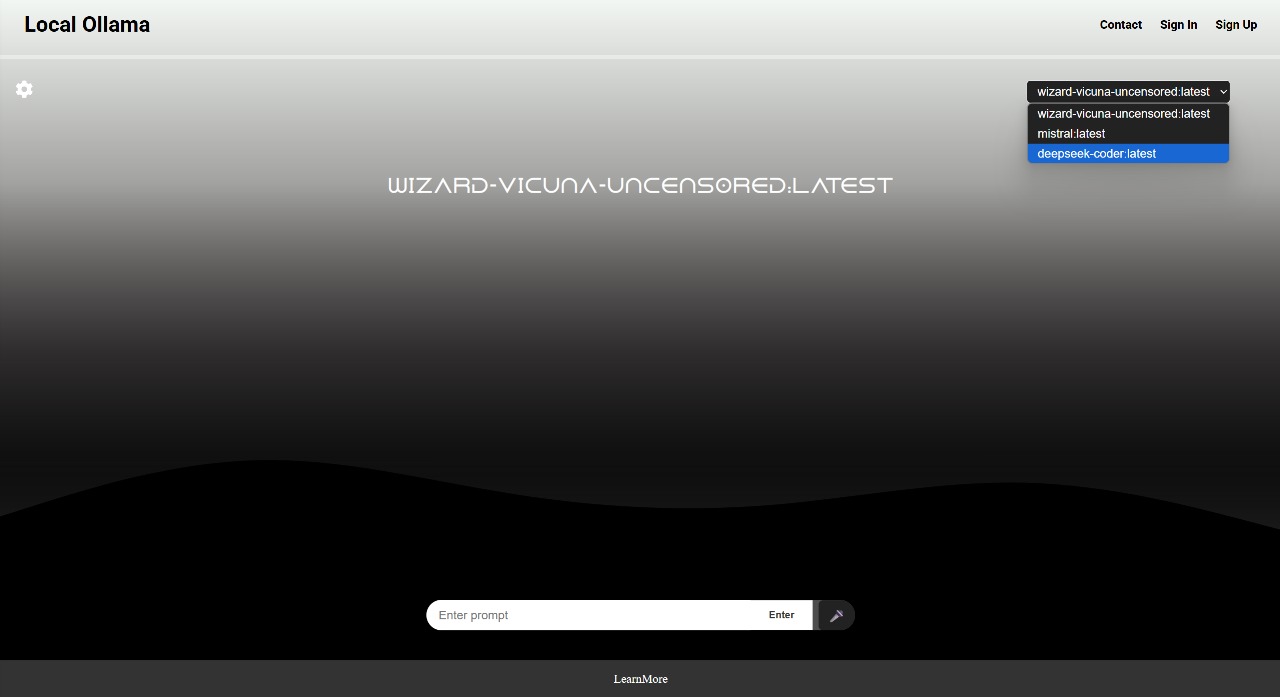 Local Ollama
Contact Sign In Sign Up
wizard-vicuna-uncensored:latest
wizard-vicuna-uncensored:latest
mistral:latest
deepseek-coder:latest
WIZARD-VICUNA-UNCENSORED:LATEST
Enter prompt Enter
LearnMore